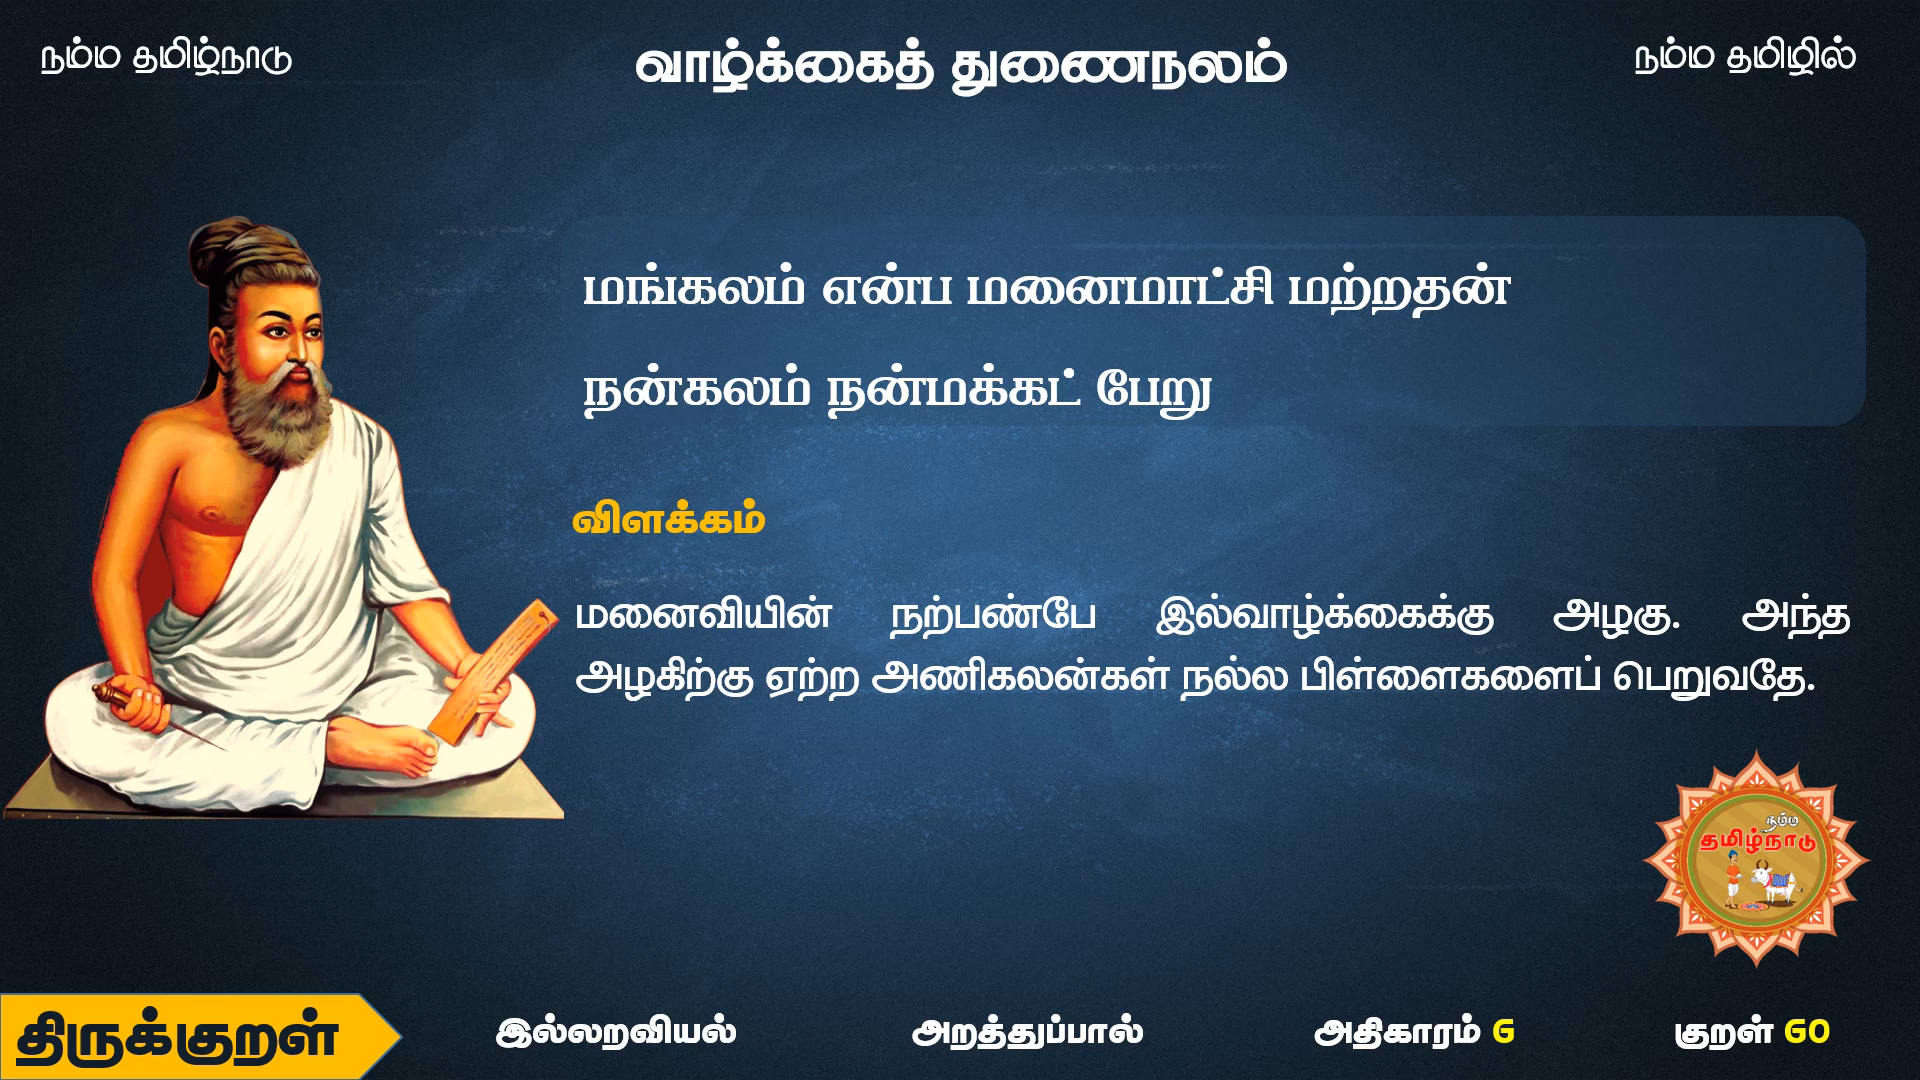 நம்ம தமிழ்நாடு
வாழ்க்கைத் துணைநலம்
நம்ம தமிழில்
மங்கலம் என்ப மனைமாட்சி மற்றதன்
நன்கலம் நன்மக்கட் பேறு
விளக்கம்
மனைவியின் நற்பண்பே இல்வாழ்க்கைக்கு அழகு. அந்த
அழகிற்கு ஏற்ற அணிகலன்கள் நல்ல பிள்ளைகளைப் பெறுவதே.
நம்ம
தமிழ்நாடு
திருக்குறள்
இல்லறவியல்
அறத்துப்பால்
அதிகாரம் 6
குறள் 60